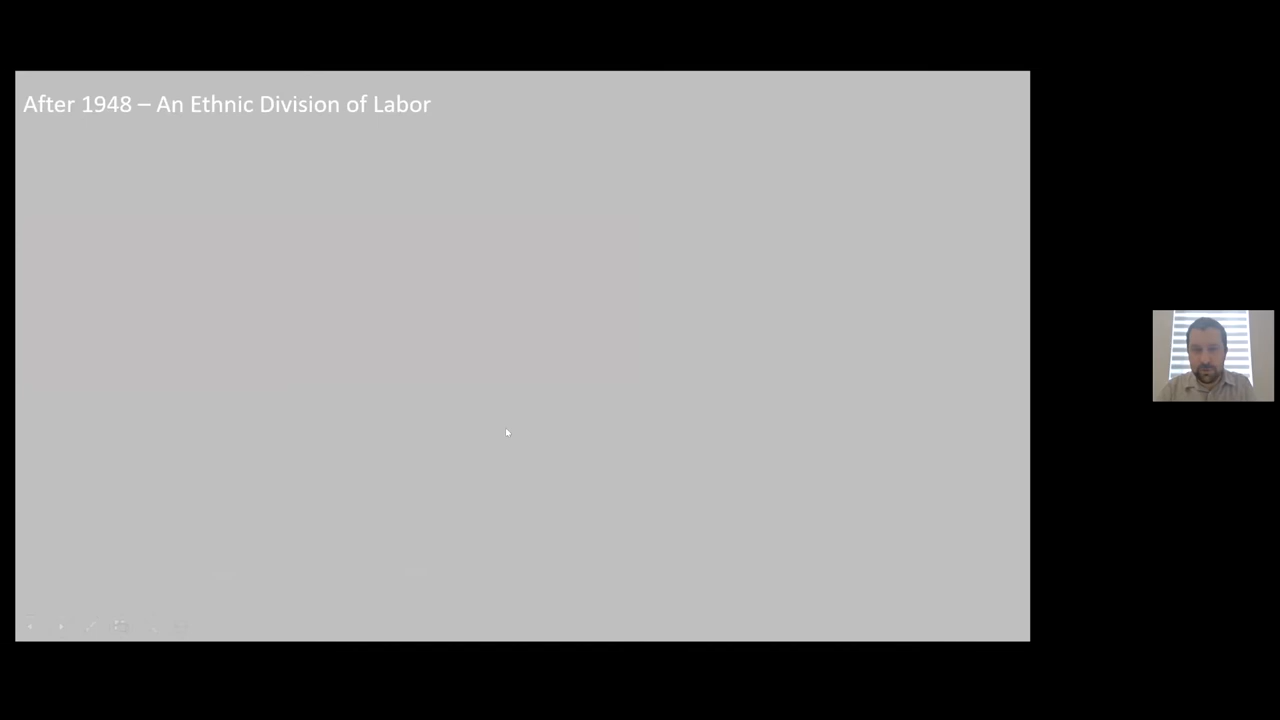 After 1948 – An Ethnic Division of Labor